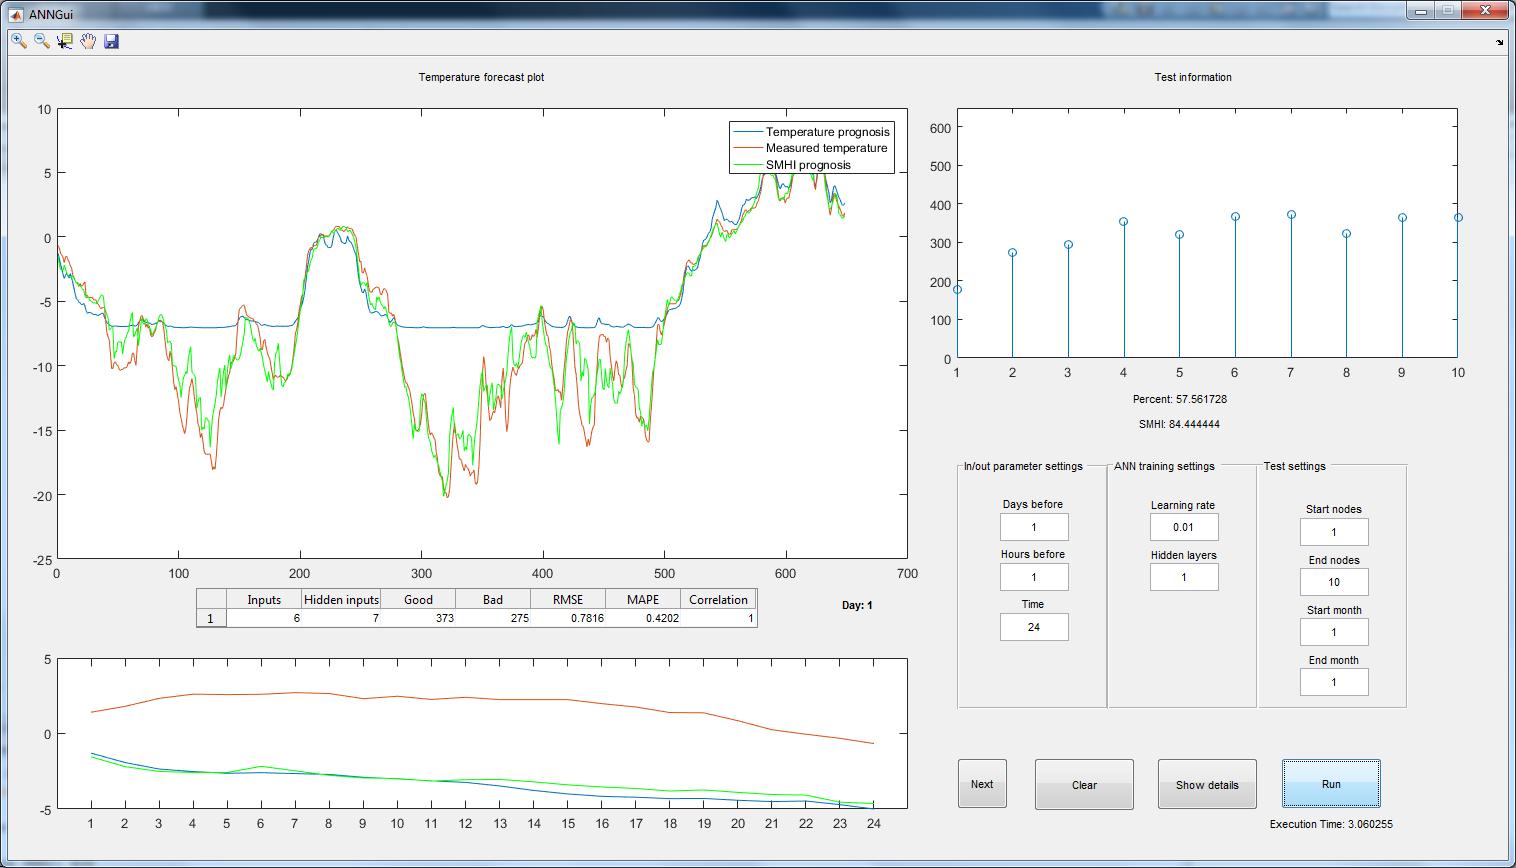 ANNGui
Temperature forecast plot
10
5
0
-5
-10
-15
-20
-25
0 100 200 300 400 500 600 700
Temperature prognosis
Measured temperature
SMHI prognosis
Inputs Hidden inputs Good Bad RMSE MAPE Correlation
1 6 7 373 275 0.7816 0.4202 1
Day: 1
5
0
-5
1 2 3 4 5 6 7 8 9 10 11 12 13 14 15 16 17 18 19 20 21 22 23 24
Test information
600
500
400
300
200
100
0
1 2 3 4 5 6 7 8 9 10
Percent: 57.561728
SMHI: 84.444444
In/out parameter settings
Days before
1
Hours before
1
Time
24
ANN training settings
Learning rate
0.01
Hidden layers
1
Test settings
Start nodes
1
End nodes
10
Start month
1
End month
1
Next Clear Show details Run
Execution Time: 3.060255